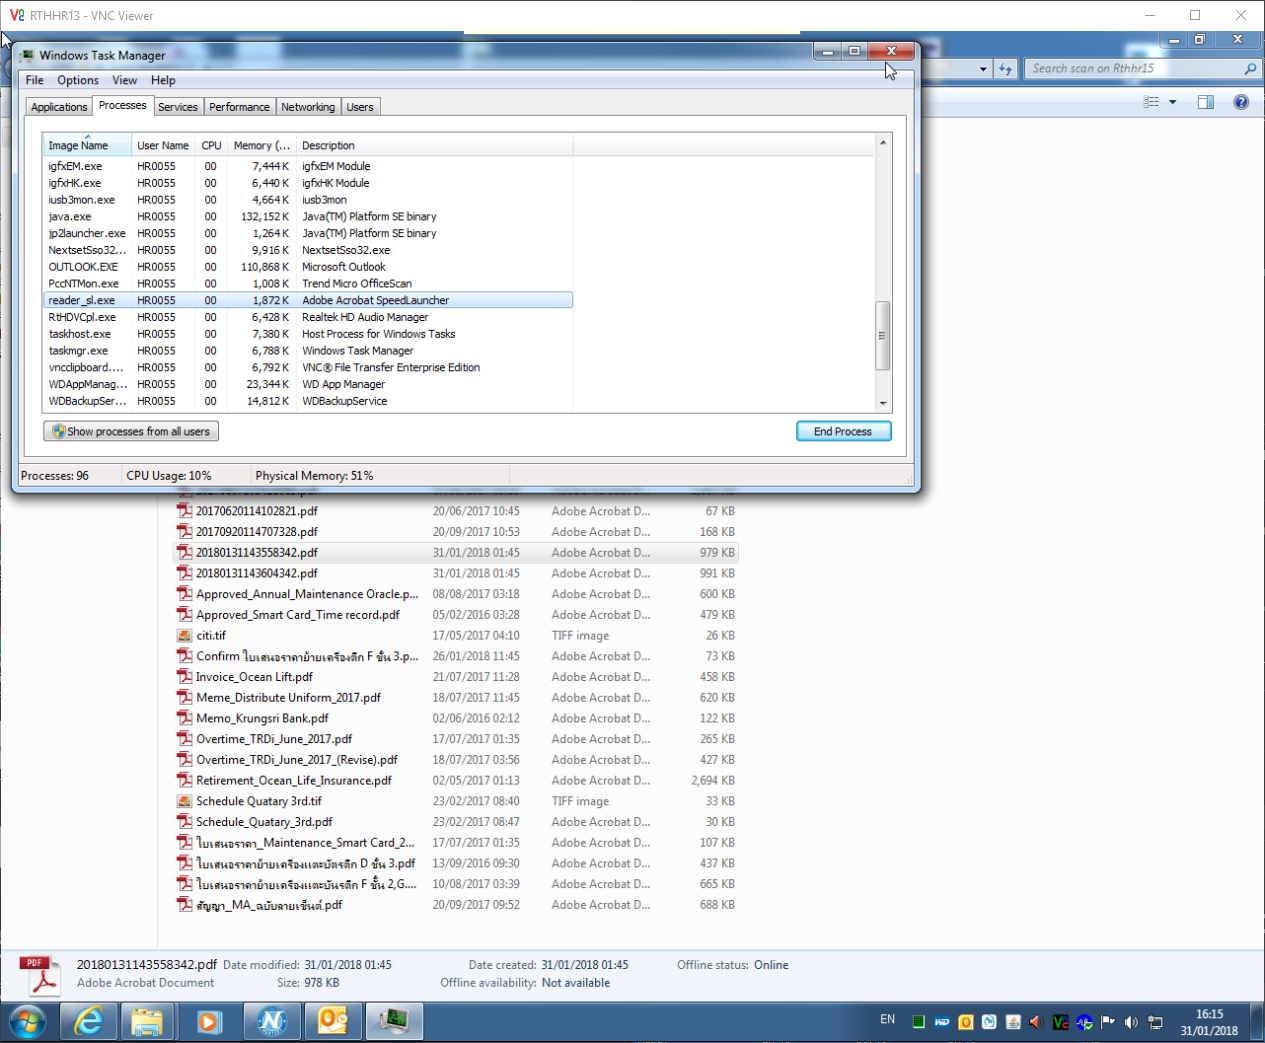 RTHHR13 - VNC Viewer
Windows Task Manager
Search scan on Rthhr15
File Options View Help
Applications Processes Services Performance Networking Users
Image Name User Name CPU Memory (... Description
igfxEM.exe HR0055 00 7,444 K igfxEM Module
igfxHK.exe HR0055 00 6,440 K igfxHK Module
iusb3mon.exe HR0055 00 4,664 K iusb3mon
java.exe HR0055 00 132,152 K Java(TM) Platform SE binary
jp2launcher.exe HR0055 00 1,264 K Java(TM) Platform SE binary
NextsetSso32... HR0055 00 9,916 K NextsetSso32.exe
OUTLOOK.EXE HR0055 00 110,868 K Microsoft Outlook
PccNTMon.exe HR0055 00 1,008 K Trend Micro OfficeScan
reader_sl.exe HR0055 00 1,872 K Adobe Acrobat SpeedLauncher
RtHDVCpl.exe HR0055 00 6,428 K Realtek HD Audio Manager
taskhost.exe HR0055 00 7,380 K Host Process for Windows Tasks
taskmgr.exe HR0055 00 6,788 K Windows Task Manager
vncclipboard.... HR0055 00 6,792 K VNC® File Transfer Enterprise Edition
WDAppManag... HR0055 00 23,344 K WD App Manager
WDBackupSer... HR0055 00 14,812 K WDBackupService
Show processes from all users End Process
Processes: 96 CPU Usage: 10% Physical Memory: 51%
20170620114102821.pdf 20/06/2017 10:45 Adobe Acrobat D... 67 KB
20170920114707328.pdf 20/09/2017 10:53 Adobe Acrobat D... 168 KB
20180131143558342.pdf 31/01/2018 01:45 Adobe Acrobat D... 979 KB
20180131143604342.pdf 31/01/2018 01:45 Adobe Acrobat D... 991 KB
Approved_Annual_Maintenance Oracle.p... 08/08/2017 03:18 Adobe Acrobat D... 600 KB
Approved_Smart Card_Time record.pdf 05/02/2016 03:28 Adobe Acrobat D... 479 KB
citi.tif 17/05/2017 04:10 TIFF image 26 KB
Confirm ใบเสนอราคาย้ายเครื่องตึก F ชั้น 3.p... 26/01/2018 11:45 Adobe Acrobat D... 73 KB
Invoice_Ocean Lift.pdf 21/07/2017 11:28 Adobe Acrobat D... 458 KB
Meme_Distribute Uniform_2017.pdf 18/07/2017 11:45 Adobe Acrobat D... 620 KB
Memo_Krungsri Bank.pdf 02/06/2016 02:12 Adobe Acrobat D... 122 KB
Overtime_TRDi_June_2017.pdf 17/07/2017 01:35 Adobe Acrobat D... 265 KB
Overtime_TRDi_June_2017_(Revise).pdf 18/07/2017 03:56 Adobe Acrobat D... 427 KB
Retirement_Ocean_Life_Insurance.pdf 02/05/2017 01:13 Adobe Acrobat D... 2,694 KB
Schedule Quatary 3rd.tif 23/02/2017 08:40 TIFF image 33 KB
Schedule_Quatary_3rd.pdf 23/02/2017 08:47 Adobe Acrobat D... 30 KB
ใบเสนอราคา_Maintenance_Smart Card_2... 17/07/2017 01:35 Adobe Acrobat D... 107 KB
ใบเสนอราคาย้ายเครื่องแตะบัตรตึก D ชั้น 3.pdf 13/09/2016 09:30 Adobe Acrobat D... 437 KB
ใบเสนอราคาย้ายเครื่องแตะบันรตึก F ชั้น 2,G.... 10/08/2017 03:39 Adobe Acrobat D... 665 KB
สัญญา_MA_ฉบับลายเซ็นต์.pdf 20/09/2017 09:52 Adobe Acrobat D... 688 KB
PDF 20180131143558342.pdf Date modified: 31/01/2018 01:45 Date created: 31/01/2018 01:45 Offline status: Online
Adobe Acrobat Document Size: 978 KB Offline availability: Not available
EN WD 16:15
31/01/2018